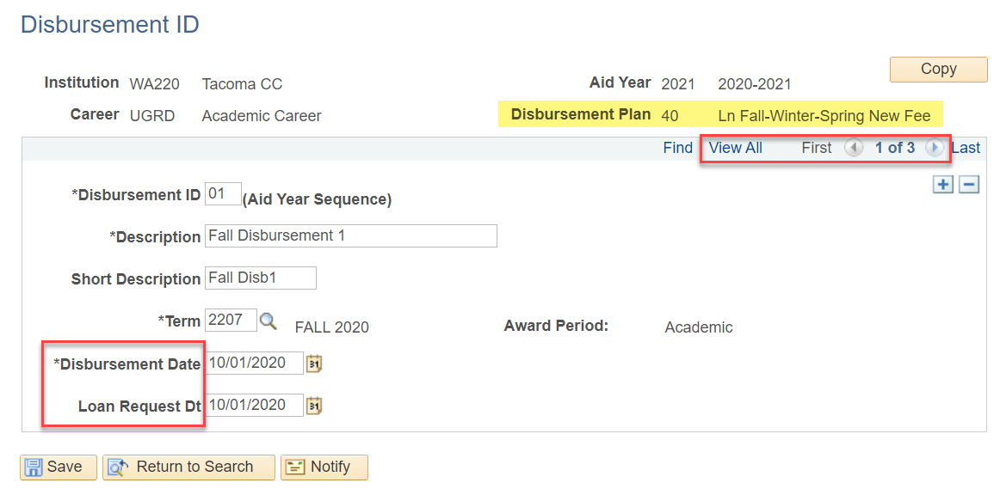 Disbursement ID
Copy
Institution WA220 Tacoma CC Aid Year 2021 2020-2021
Career UGRD Academic Career Disbursement Plan 40 Ln Fall-Winter-Spring New Fee
Find View All First 1 of 3 Last
*Disbursement ID 01 (Aid Year Sequence)
*Description Fall Disbursement 1
Short Description Fall Disb1
*Term 2207 FALL 2020 Award Period: Academic
*Disbursement Date 10/01/2020 31
Loan Request Dt 10/01/2020 31
Save Return to Search Notify